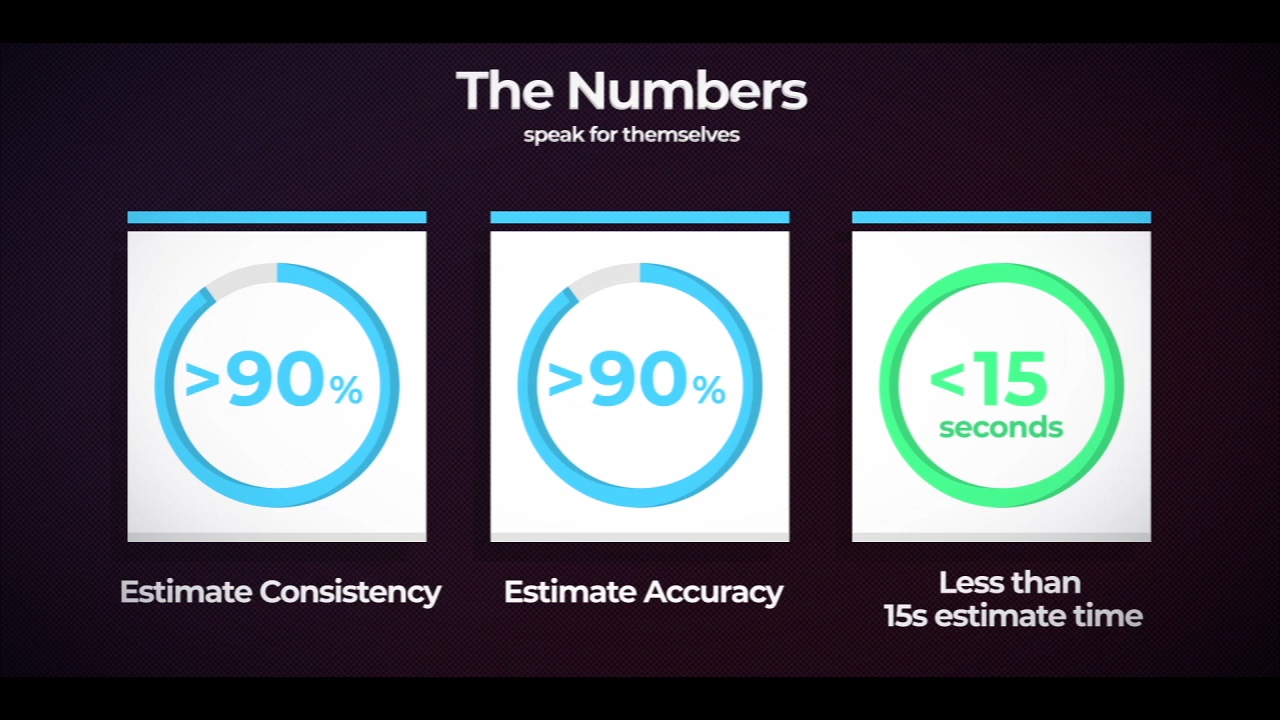 The Numbers
speak for themselves
>90%
>90%
<15
seconds
Estimate Consistency
Estimate Accuracy
Less than
15s estimate time